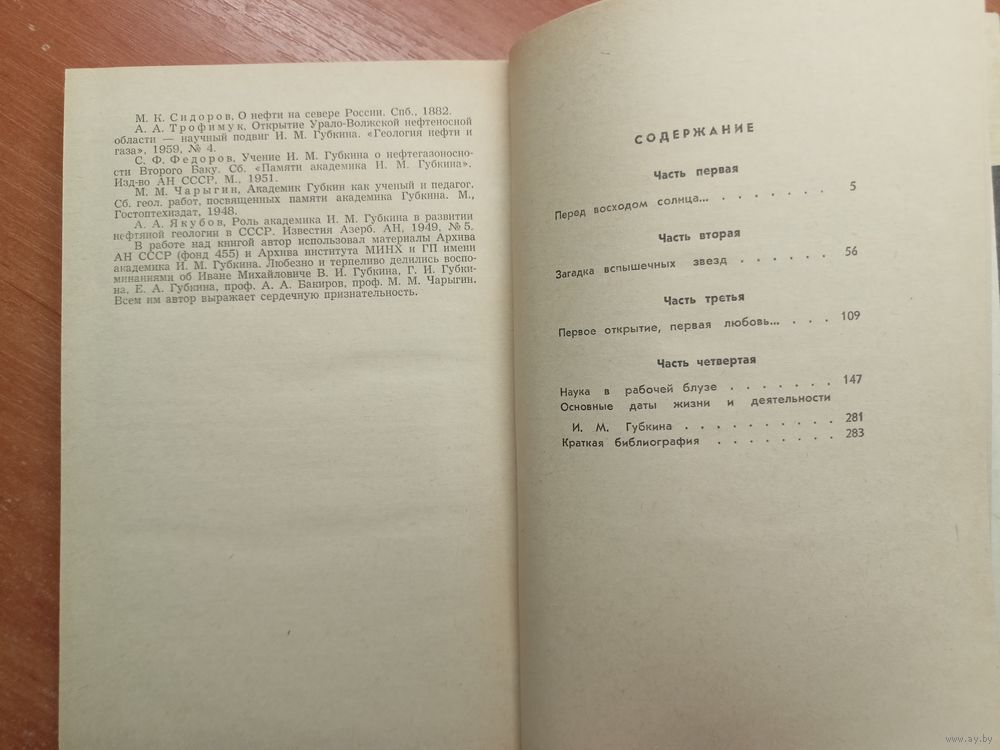 М. К. Сидоров, О нефти на севере России. Спб., 1882.
А. А. Трофимук, Открытие Урало-Волжской нефтеносной
области — научный подвиг И. М. Губкина. «Геология нефти и
газа», 1959, № 4.
С. Ф. Федоров, Учение И. М. Губкина о нефтегазоносно-
сти Второго Баку. Сб. «Памяти академика И. М. Губкина».
Изд-во АН СССР, М., 1951.
М. М. Чарыгин, Академик Губкин как ученый и педагог.
Сб. геол. работ, посвященных памяти академика Губкина. М.,
Гостоптехиздат, 1948.
А. А. Якубов, Роль академика И. М. Губкина в развитии
нефтяной геологии в СССР. Известия Азерб. АН, 1949, № 5.
В работе над книгой автор использовал материалы Архива
АН СССР (фонд 455) и Архива института МИНХ и ГП имени
академика И. М. Губкина. Любезно и терпеливо делились воспо-
минаниями об Иване Михайловиче В. И. Губкина, Г. И. Губки-
на, Е. А. Губкина, проф. А. А. Бакиров, проф. М. М. Чарыгин.
Всем им автор выражает сердечную признательность.
СОДЕРЖАНИЕ
Часть первая
Перед восходом солнца... . . . . . . 5
Часть вторая
Загадка вспышечных звезд . . . . . 56
Часть третья
Первое открытие, первая любовь... . . . 109
Часть четвертая
Наука в рабочей блузе . . . . . . . 147
Основные даты жизни и деятельности
И. М. Губкина . . . . . . . . . 281
Краткая библиография . . . . . . . . 283
www.ay.by